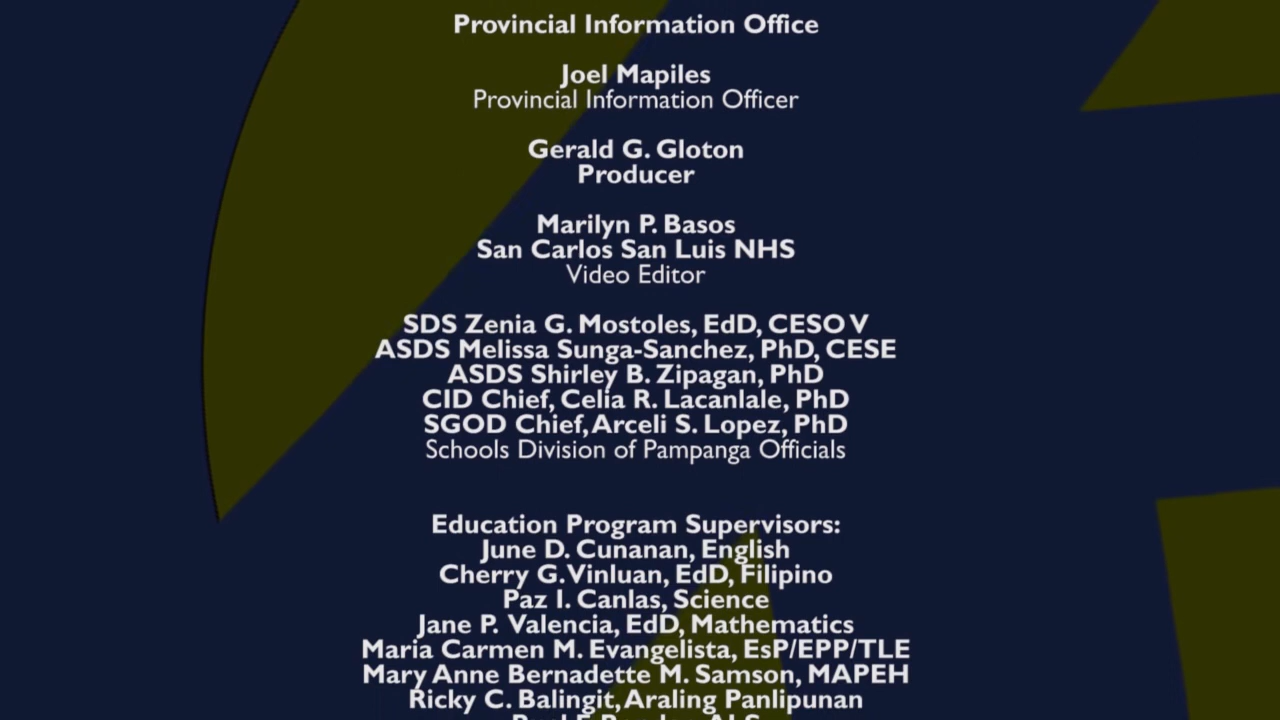 Provincial Information Office
Joel Mapiles
Provincial Information Officer
Gerald G. Gloton
Producer
Marilyn P. Basos
San Carlos San Luis NHS
Video Editor
SDS Zenia G. Mostoles, EdD, CESO V
ASDS Melissa Sunga-Sanchez, PhD, CESE
ASDS Shirley B. Zipagan, PhD
CID Chief, Celia R. Lacanlale, PhD
SGOD Chief, Arceli S. Lopez, PhD
Schools Division of Pampanga Officials
Education Program Supervisors:
June D. Cunanan, English
Cherry G. Vinluan, EdD, Filipino
Paz I. Canlas, Science
Jane P. Valencia, EdD, Mathematics
Maria Carmen M. Evangelista, EsP/EPP/TLE
Mary Anne Bernadette M. Samson, MAPEH
Ricky C. Balingit, Araling Panlipunan